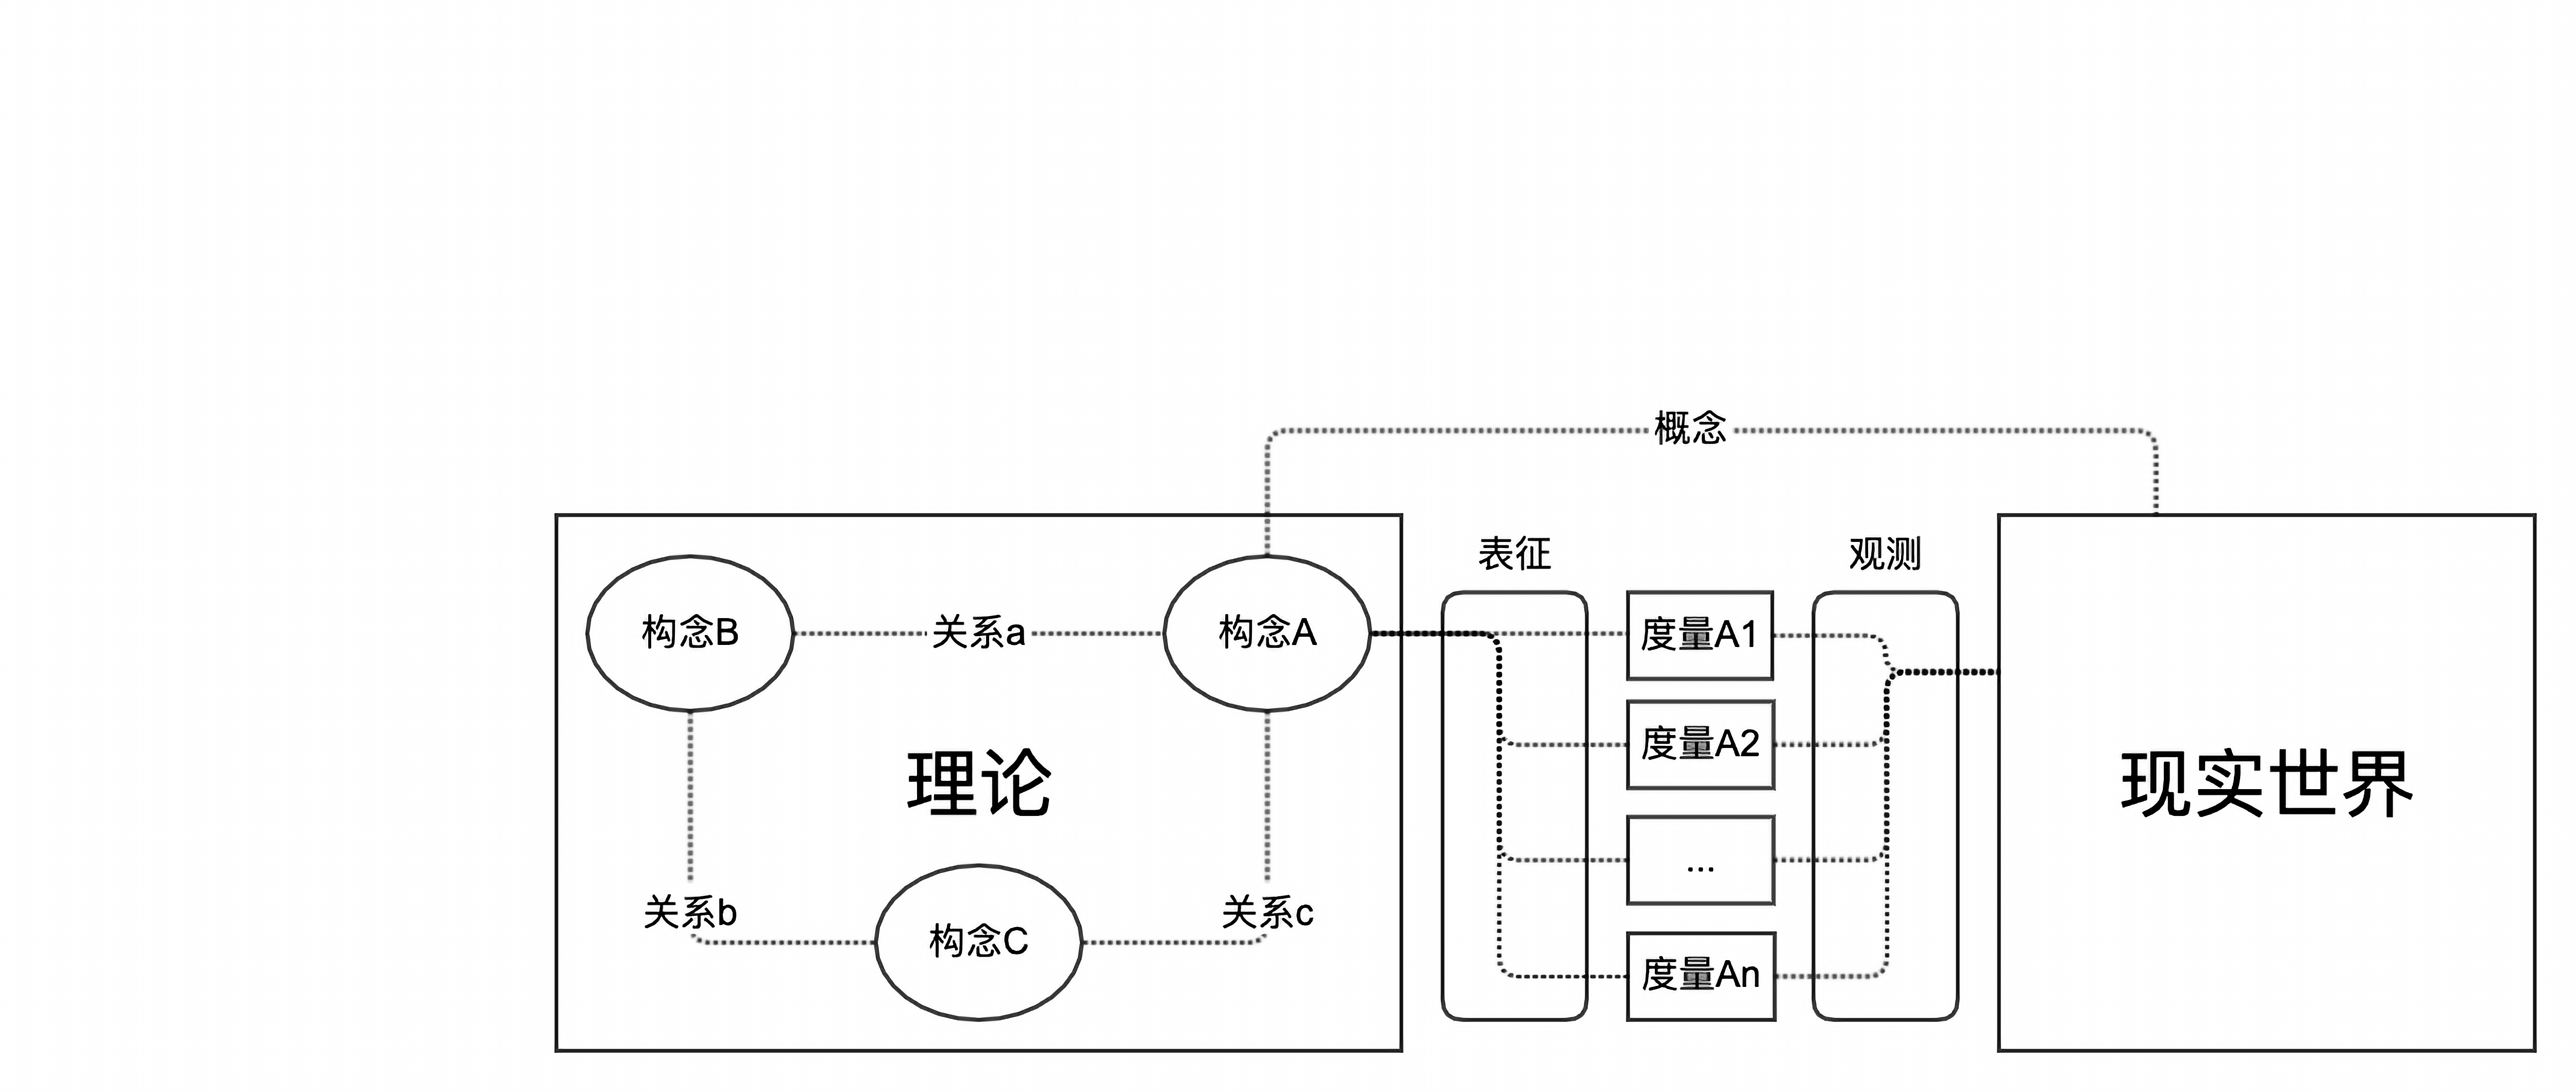 概念
表征
观测
构念B
关系a
构念A
度量A1
度量A2
理论
现实世界
...
关系b
构念C
关系c
度量An